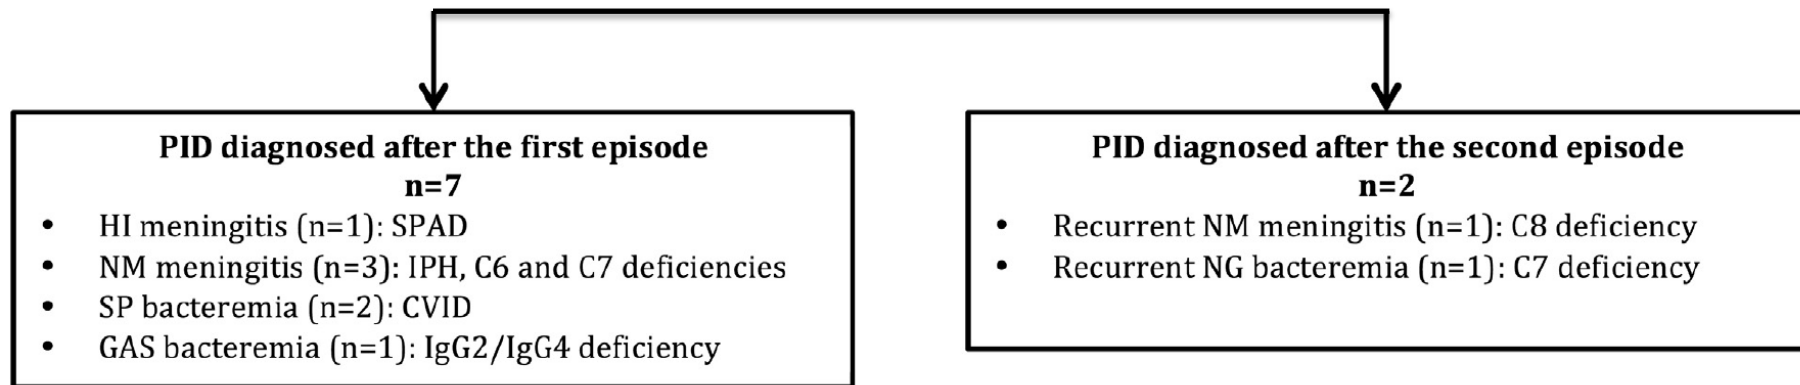 PID diagnosed after the first episode
n=7
• HI meningitis (n=1): SPAD
• NM meningitis (n=3): IPH, C6 and C7 deficiencies
• SP bacteremia (n=2): CVID
• GAS bacteremia (n=1): IgG2/IgG4 deficiency
PID diagnosed after the second episode
n=2
• Recurrent NM meningitis (n=1): C8 deficiency
• Recurrent NG bacteremia (n=1): C7 deficiency